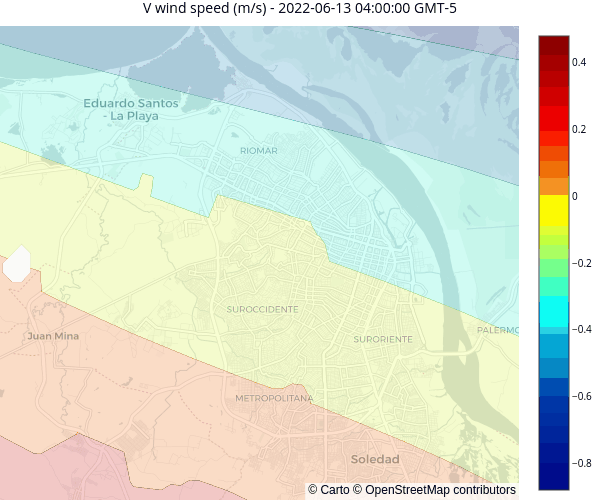 V wind speed (m/s) - 2022-06-13 04:00:00 GMT-5
0.4
0.2
0
−0.2
−0.4
−0.6
−0.8
Eduardo Santos
- La Playa
RIOMAR
SUROCCIDENTE
SURORIENTE
PALERMO
Juan Mina
METROPOLITANA
Soledad
© Carto © OpenStreetMap contributors